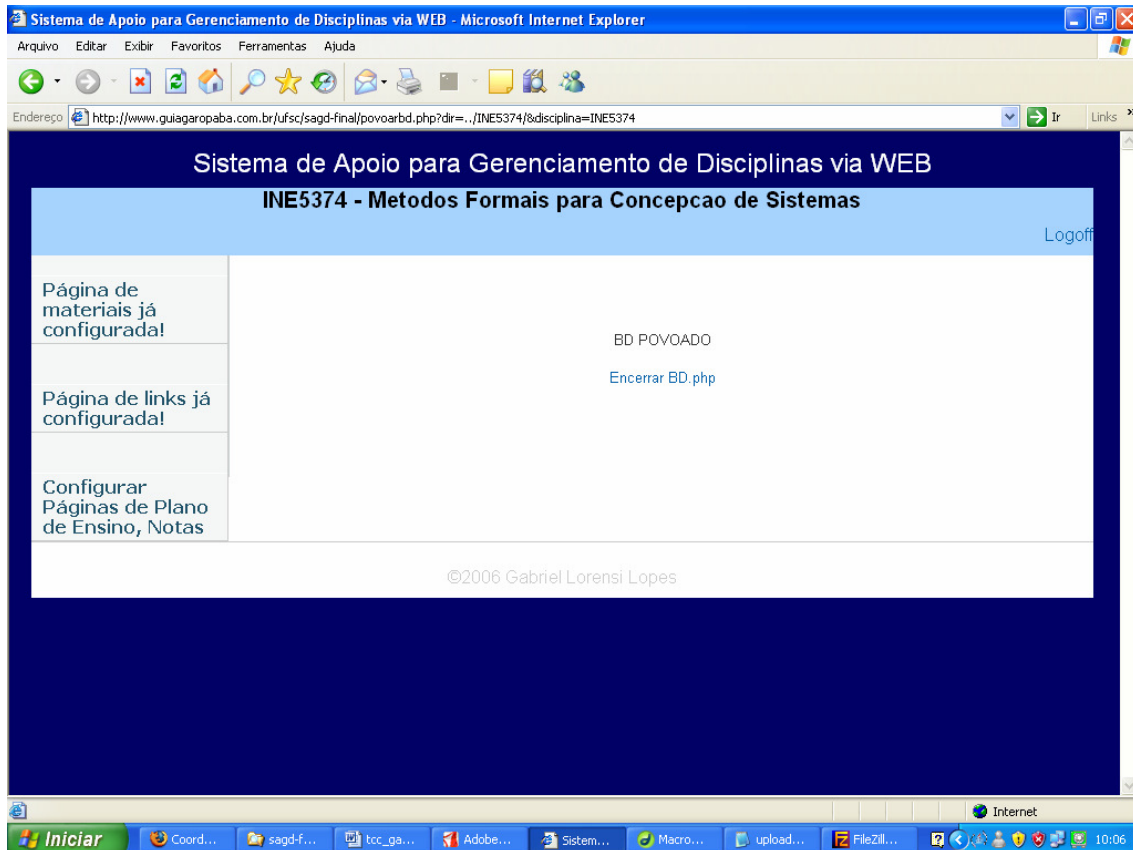 Sistema de Apoio para Gerenciamento de Disciplinas via WEB - Microsoft Internet Explorer
Arquivo Editar Exibir Favoritos Ferramentas Ajuda
Endereço http://www.guiagaropaba.com.br/ufsc/sagd-final/povoarbd.php?dir=../INE5374/&disciplina=INE5374 Ir Links »
Sistema de Apoio para Gerenciamento de Disciplinas via WEB
INE5374 - Metodos Formais para Concepcao de Sistemas
Logoff
Página de
materiais já
configurada!
Página de links já
configurada!
Configurar
Páginas de Plano
de Ensino, Notas
BD POVOADO
Encerrar BD.php
©2006 Gabriel Lorensi Lopes
Internet
Iniciar Coord... sagd-f... tcc_ga... Adobe... Sistem... Macro... upload... FileZill... 10:06